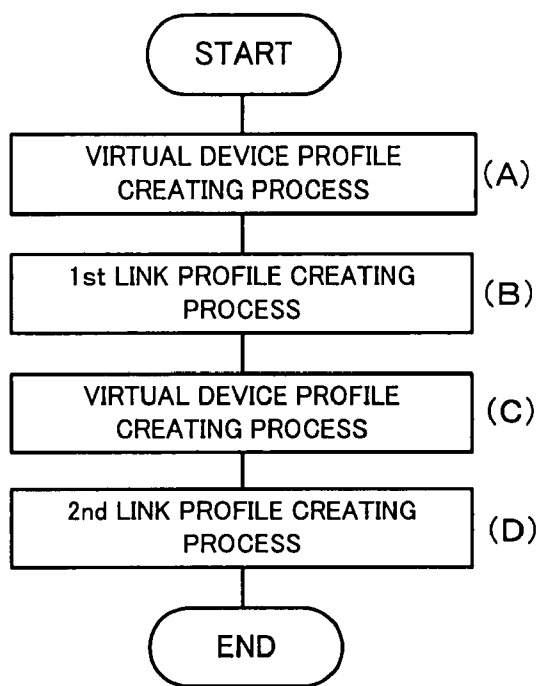 START
VIRTUAL DEVICE PROFILE
CREATING PROCESS
(A)
1st LINK PROFILE CREATING
PROCESS
(B)
VIRTUAL DEVICE PROFILE
CREATING PROCESS
(C)
2nd LINK PROFILE CREATING
PROCESS
(D)
END